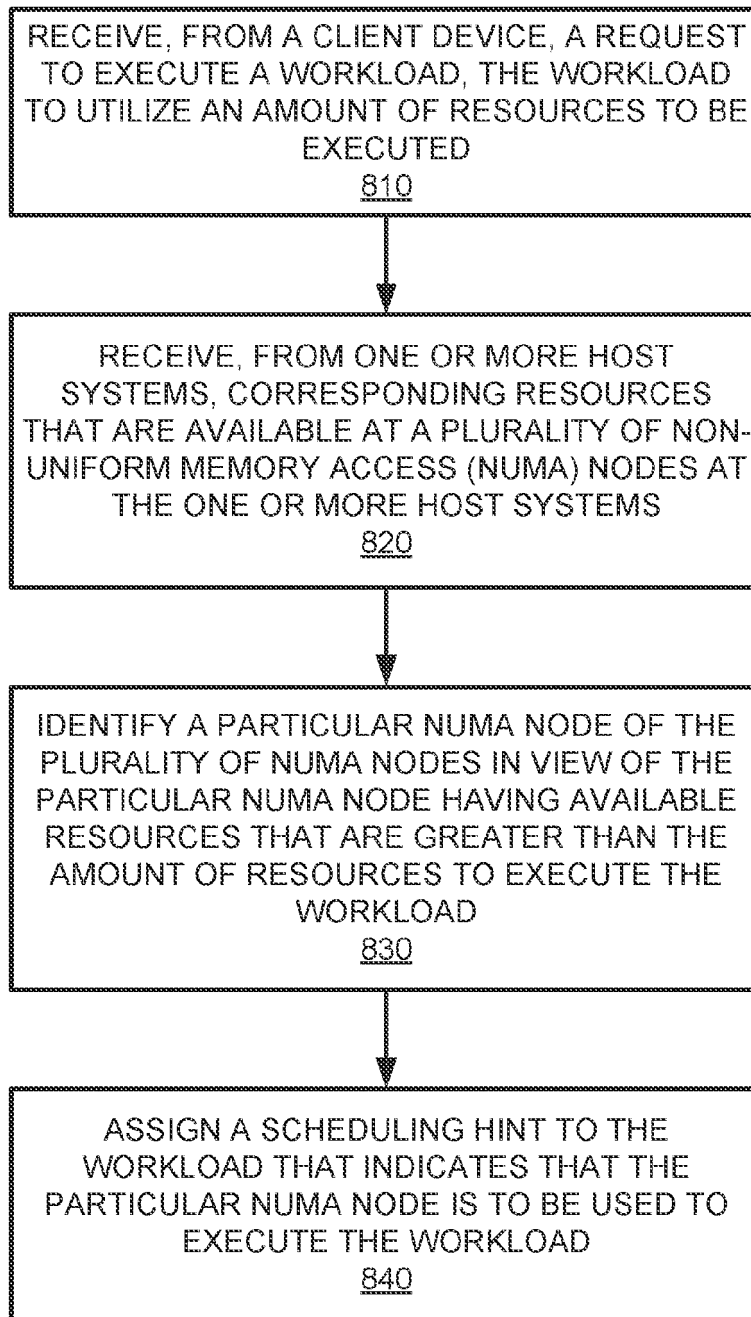 RECEIVE, FROM A CLIENT DEVICE, A REQUEST
TO EXECUTE A WORKLOAD, THE WORKLOAD
TO UTILIZE AN AMOUNT OF RESOURCES TO BE
EXECUTED
810
RECEIVE, FROM ONE OR MORE HOST
SYSTEMS, CORRESPONDING RESOURCES
THAT ARE AVAILABLE AT A PLURALITY OF NON-
UNIFORM MEMORY ACCESS (NUMA) NODES AT
THE ONE OR MORE HOST SYSTEMS
820
IDENTIFY A PARTICULAR NUMA NODE OF THE
PLURALITY OF NUMA NODES IN VIEW OF THE
PARTICULAR NUMA NODE HAVING AVAILABLE
RESOURCES THAT ARE GREATER THAN THE
AMOUNT OF RESOURCES TO EXECUTE THE
WORKLOAD
830
ASSIGN A SCHEDULING HINT TO THE
WORKLOAD THAT INDICATES THAT THE
PARTICULAR NUMA NODE IS TO BE USED TO
EXECUTE THE WORKLOAD
840